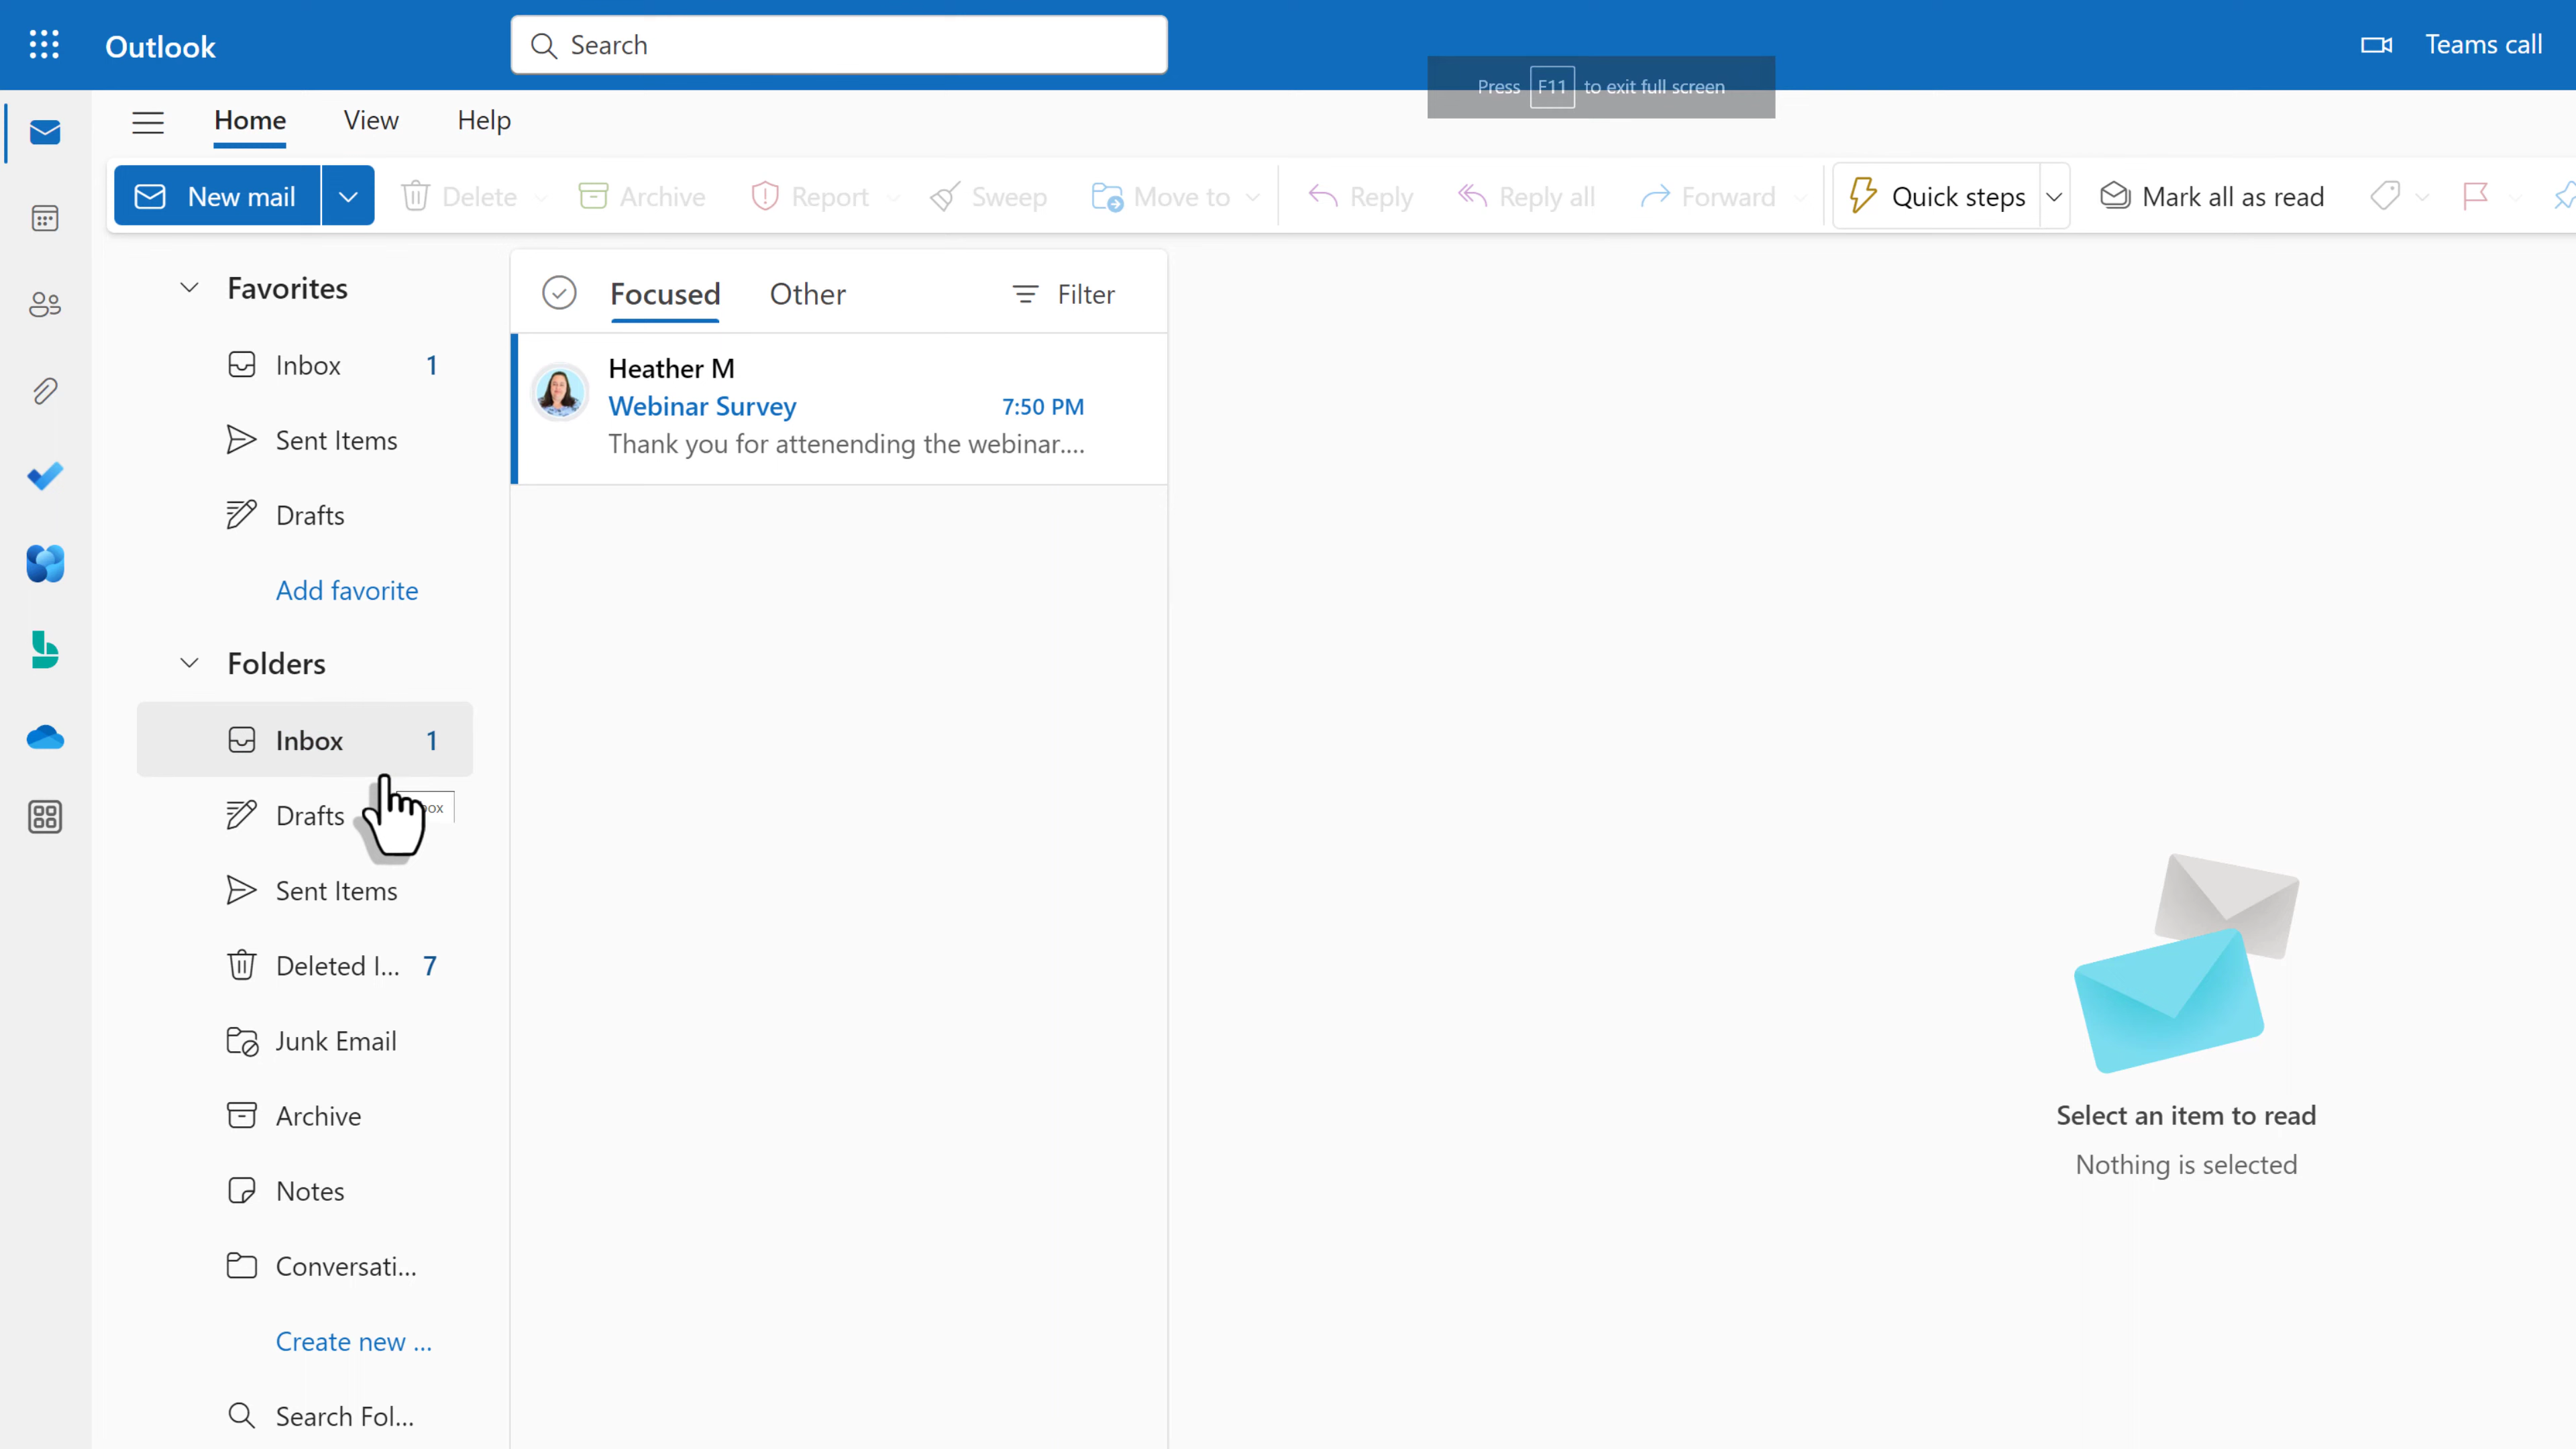 Outlook
Search
Teams call
Press F11 to exit full screen
Home View Help
New mail Delete Archive Report Sweep Move to Reply Reply all Forward Quick steps Mark all as read
Favorites
Inbox 1
Sent Items
Drafts
Add favorite
Folders
Inbox 1
Drafts
Sent Items
Deleted I... 7
Junk Email
Archive
Notes
Conversati...
Create new ...
Search Fol...
Focused Other Filter
Heather M
Webinar Survey 7:50 PM
Thank you for attenending the webinar....
Select an item to read
Nothing is selected